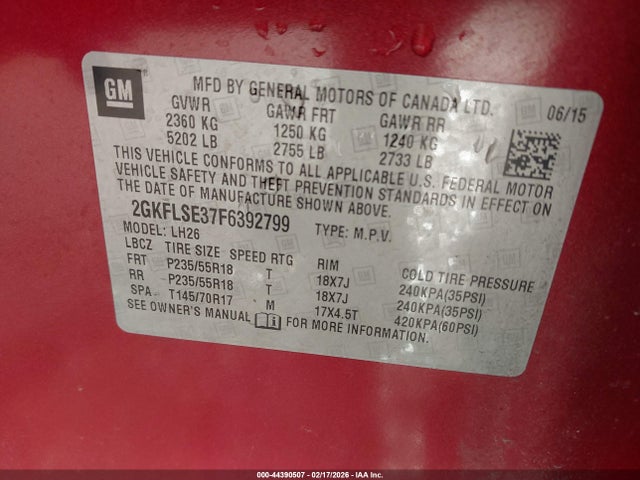 GM
MFD BY GENERAL MOTORS OF CANADA LTD. 06/15
GVWR GAWR FRT GAWR RR
2360 KG 1250 KG 1240 KG
5202 LB 2755 LB 2733 LB
THIS VEHICLE CONFORMS TO ALL APPLICABLE U.S. FEDERAL MOTOR
VEHICLE SAFETY AND THEFT PREVENTION STANDARDS IN EFFECT ON
THE DATE OF MANUFACTURE SHOWN ABOVE.
2GKFLSE37F6392799 TYPE: M.P.V.
MODEL: LH26
LBCZ TIRE SIZE SPEED RTG RIM COLD TIRE PRESSURE
FRT P235/55R18 T 18X7J 240KPA(35PSI)
RR P235/55R18 T 18X7J 240KPA(35PSI)
SPA T145/70R17 M 17X4.5T 420KPA(60PSI)
SEE OWNER'S MANUAL FOR MORE INFORMATION.
000-44390507 - 02/17/2026 - IAA Inc.